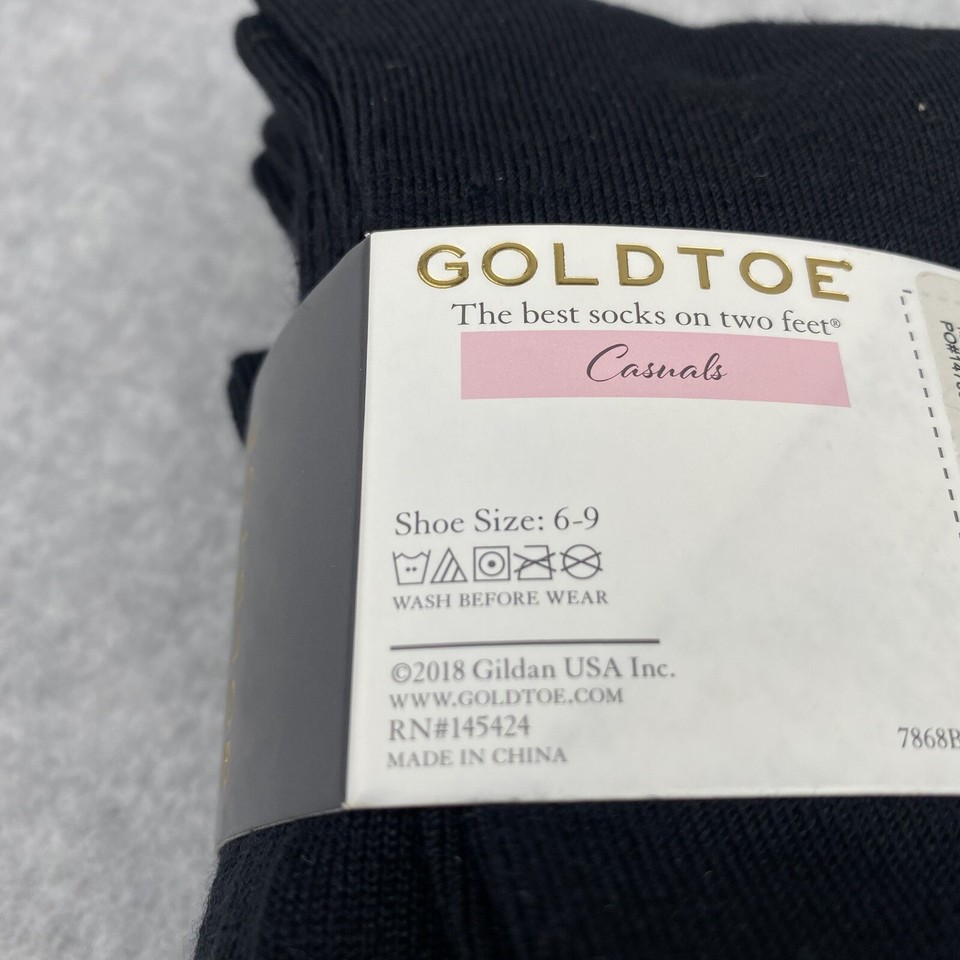 GOLDTOE
The best socks on two feet®
Casuals
Shoe Size: 6-9
WASH BEFORE WEAR
©2018 Gildan USA Inc.
WWW.GOLDTOE.COM
RN#145424
MADE IN CHINA
7868B